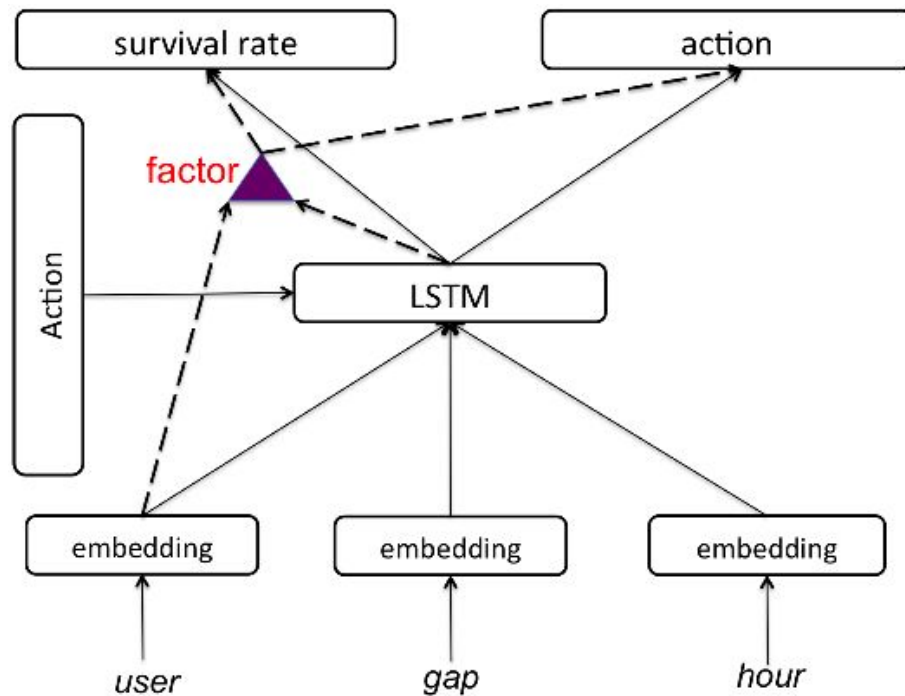 survival rate
action
factor
Action
LSTM
embedding
embedding
embedding
user
gap
hour